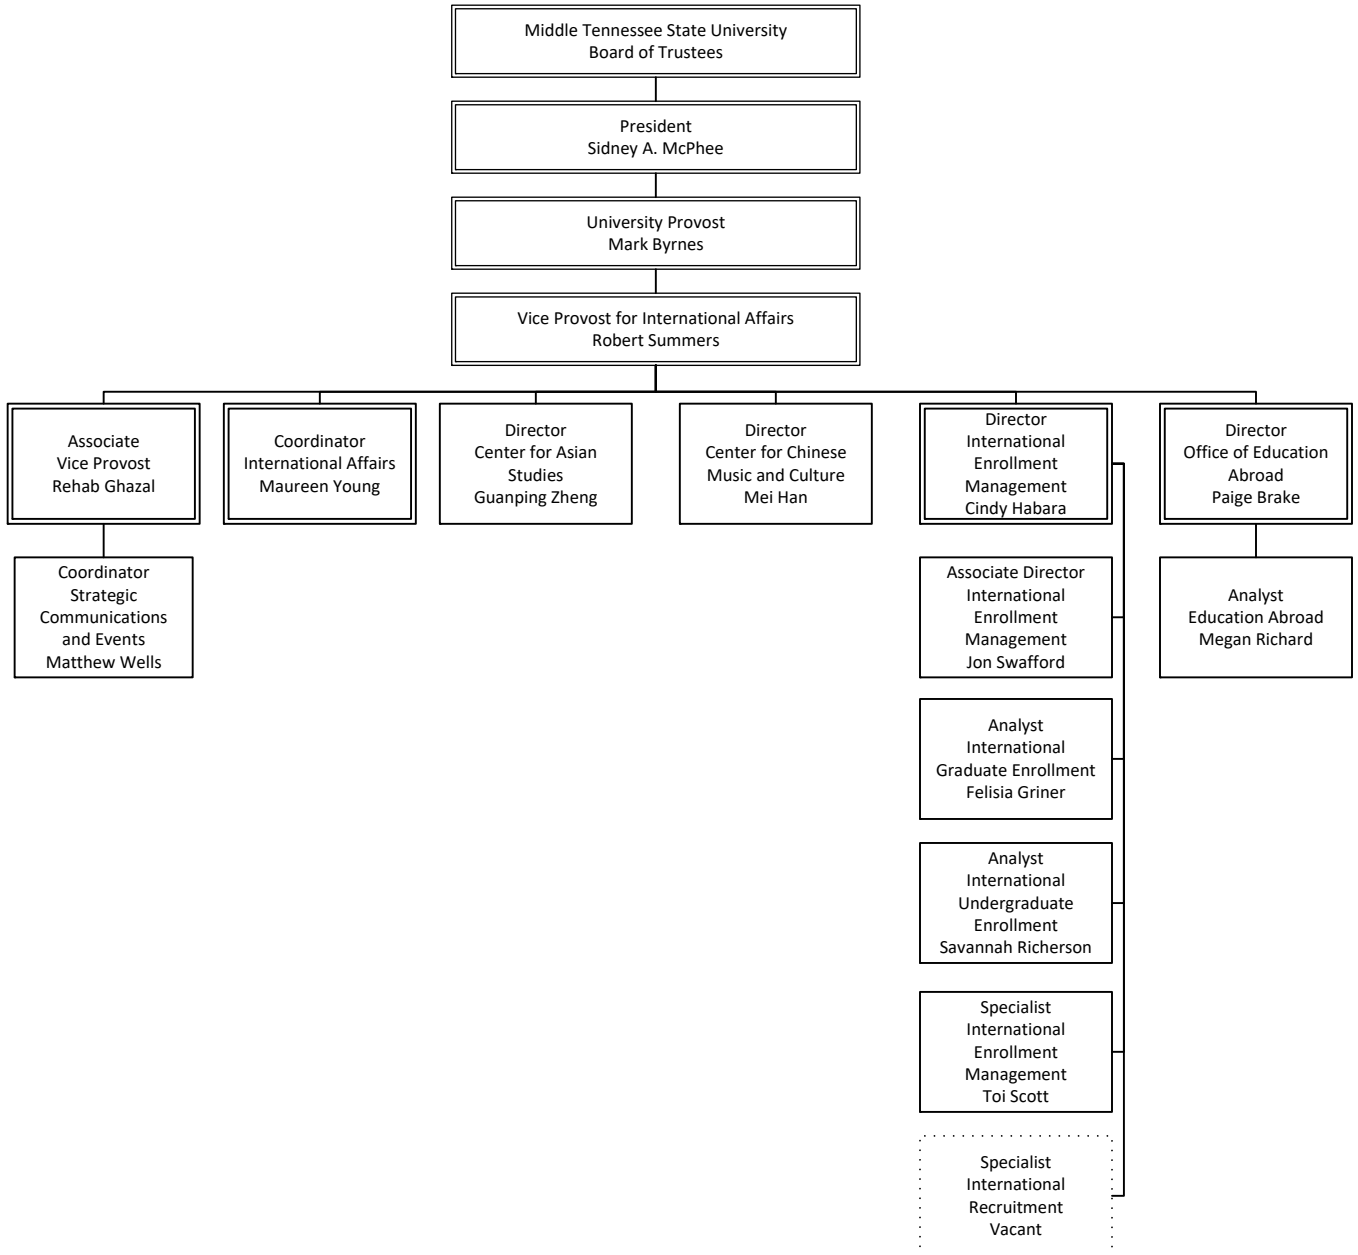 Middle Tennessee State University
Board of Trustees
President
Sidney A. McPhee
University Provost
Mark Byrnes
Vice Provost for International Affairs
Robert Summers
Associate
Vice Provost
Rehab Ghazal
Coordinator
International Affairs
Maureen Young
Director
Center for Asian
Studies
Guanping Zheng
Director
Center for Chinese
Music and Culture
Mei Han
Director
International
Enrollment
Management
Cindy Habara
Director
Office of Education
Abroad
Paige Brake
Coordinator
Strategic
Communications
and Events
Matthew Wells
Associate Director
International
Enrollment
Management
Jon Swafford
Analyst
Education Abroad
Megan Richard
Analyst
International
Graduate Enrollment
Felisia Griner
Analyst
International
Undergraduate
Enrollment
Savannah Richerson
Specialist
International
Enrollment
Management
Toi Scott
Specialist
International
Recruitment
Vacant